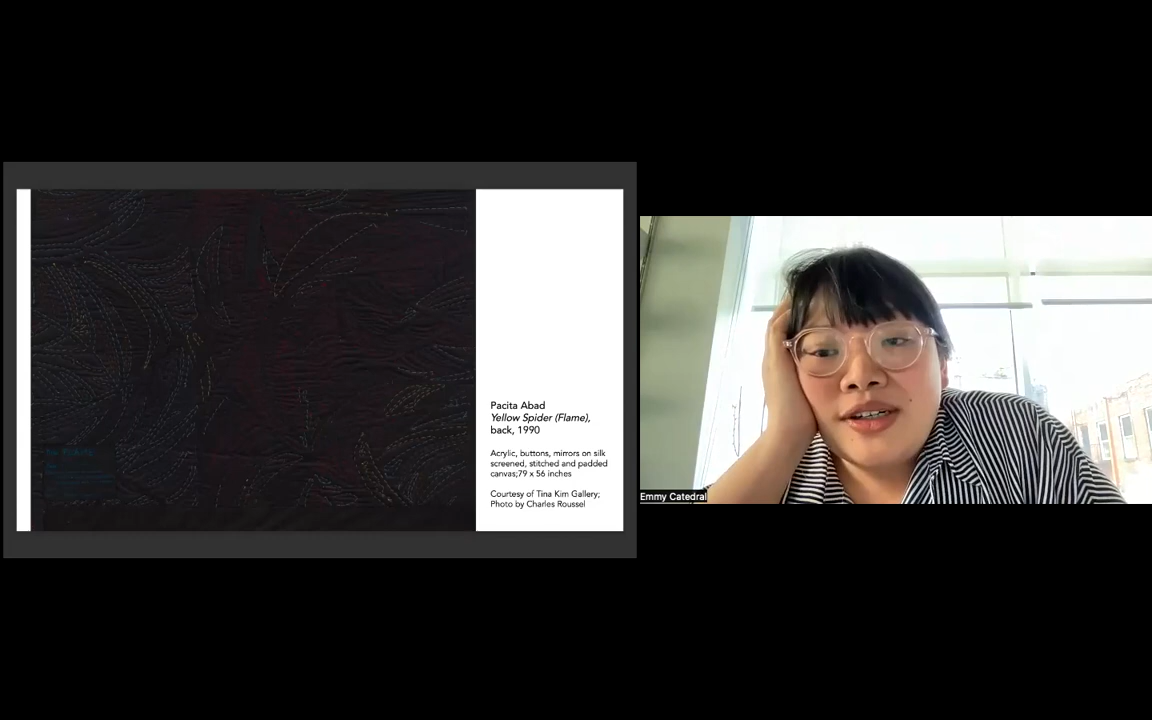 Pacita Abad
Yellow Spider (Flame),
back, 1990
Acrylic, buttons, mirrors on silk
screened, stitched and padded
canvas;79 x 56 inches
Courtesy of Tina Kim Gallery;
Photo by Charles Roussel
Emmy Catedral